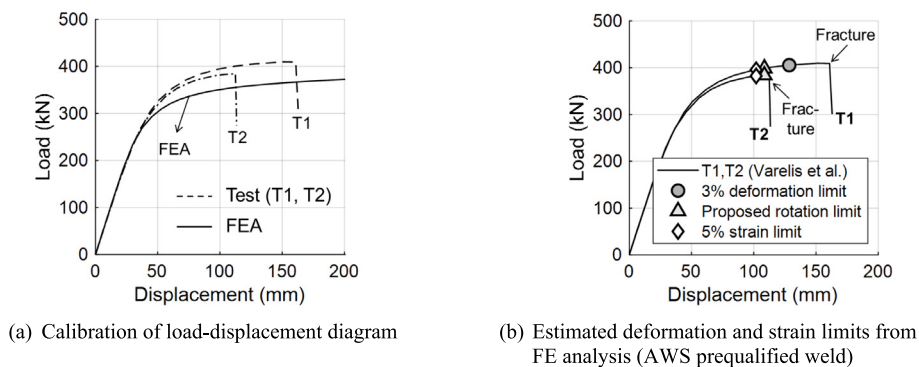 500
400
300
200
100
0
0
50
100
150
200
Load (kN)
Displacement (mm)
FEA
T2
T1
Test (T1, T2)
FEA
(a) Calibration of load-displacement diagram
500
400
300
200
100
0
0
50
100
150
200
Load (kN)
Displacement (mm)
Fracture
Frac-
ture
T2
T1
T1,T2 (Varelis et al.)
3% deformation limit
Proposed rotation limit
5% strain limit
(b) Estimated deformation and strain limits from
FE analysis (AWS prequalified weld)